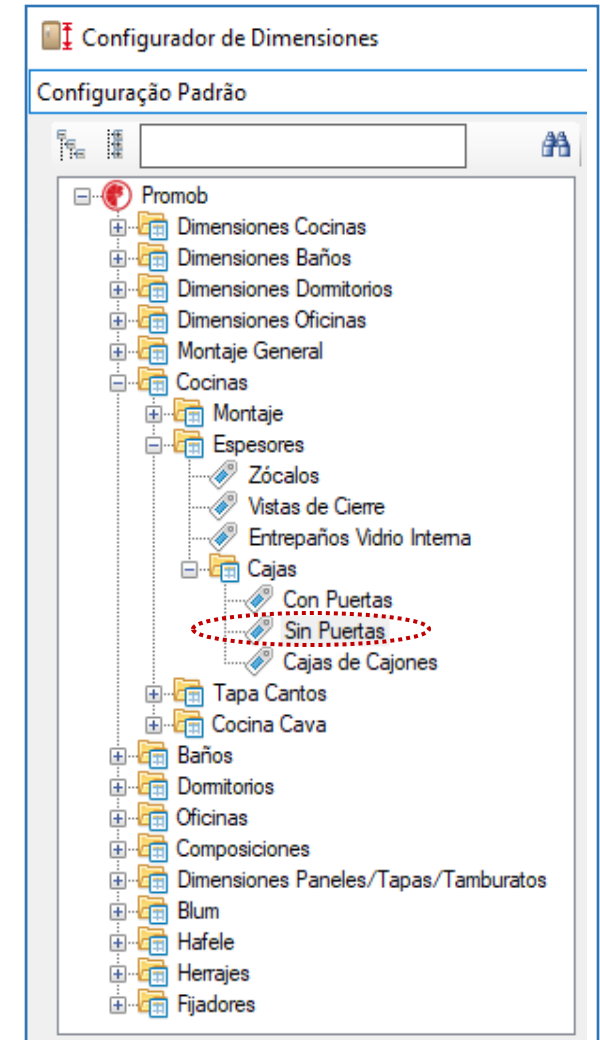 Configurador de Dimensiones
Configuração Padrão
Promob
Dimensiones Cocinas
Dimensiones Baños
Dimensiones Dormitorios
Dimensiones Oficinas
Montaje General
Cocinas
Montaje
Espesores
Zócalos
Vistas de Cierre
Entrepaños Vidrio Interna
Cajas
Con Puertas
Sin Puertas
Cajas de Cajones
Tapa Cantos
Cocina Cava
Baños
Dormitorios
Oficinas
Composiciones
Dimensiones Paneles/Tapas/Tamburatos
Blum
Hafele
Herrajes
Fijadores